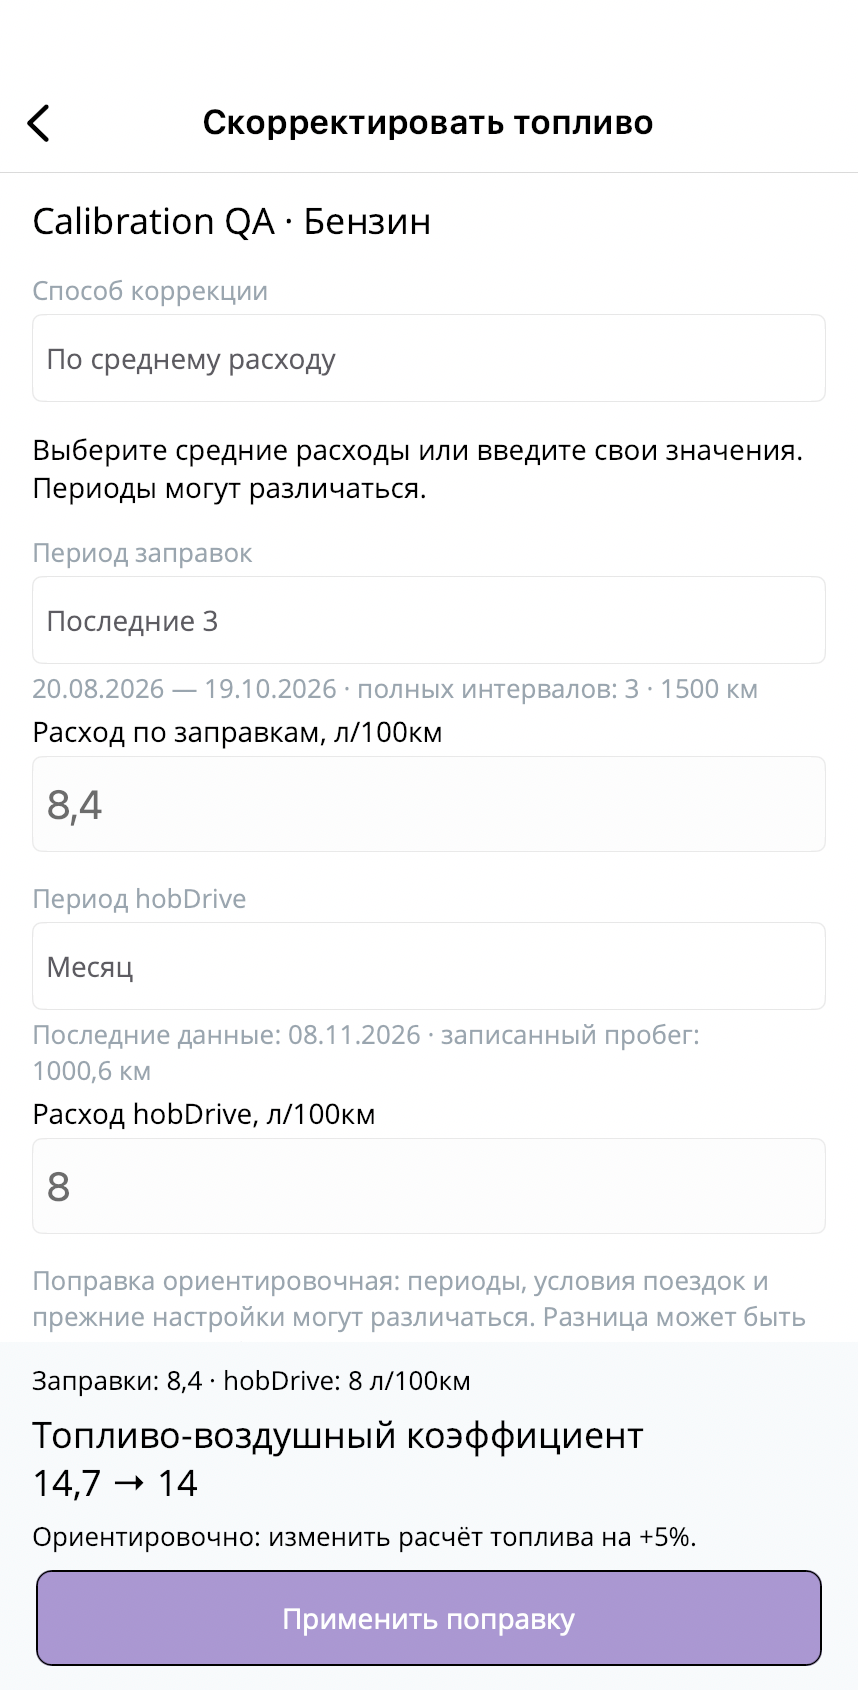 Скорректировать топливо
Calibration QA · Бензин
Способ коррекции
По среднему расходу
Выберите средние расходы или введите свои значения.
Периоды могут различаться.
Период заправок
Последние 3
20.08.2026 — 19.10.2026 · полных интервалов: 3 · 1500 км
Расход по заправкам, л/100км
8,4
Период hobDrive
Месяц
Последние данные: 08.11.2026 · записанный пробег:
1000,6 км
Расход hobDrive, л/100км
8
Поправка ориентировочная: периоды, условия поездок и
прежние настройки могут различаться. Разница может быть
Заправки: 8,4 · hobDrive: 8 л/100км
Топливо-воздушный коэффициент
14,7 → 14
Ориентировочно: изменить расчёт топлива на +5%.
Применить поправку